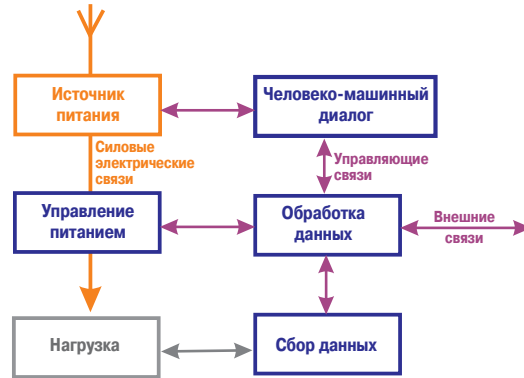 Источник
питания
Человеко-машинный
диалог
Силовые
электрические
связи
Управляющие
связи
Управление
питанием
Обработка
данных
Внешние
связи
Нагрузка
Сбор данных